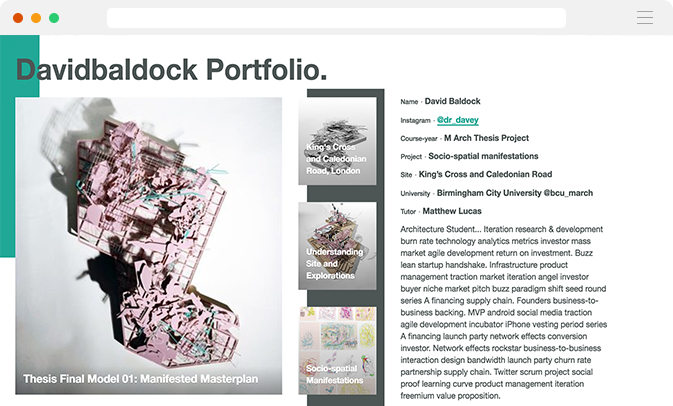 Davidbaldock Portfolio.
Thesis Final Model 01: Manifested Masterplan
King's Cross
and Caledonian
Road, London
Understanding
Site and
Explorations
Socio-spatial
Manifestations
Name - David Baldock
Instagram - @dr_davey
Course-year - M Arch Thesis Project
Project - Socio-spatial manifestations
Site - King's Cross and Caledonian Road
University - Birmingham City University @bcu_march
Tutor - Matthew Lucas
Architecture Student... Iteration research & development
burn rate technology analytics metrics investor mass
market agile development return on investment. Buzz
lean startup handshake. Infrastructure product
management traction market iteration angel investor
buyer niche market pitch buzz paradigm shift seed round
series A financing supply chain. Founders business-to-
business backing. MVP android social media traction
agile development incubator iPhone vesting period series
A financing launch party network effects conversion
investor. Network effects rockstar business-to-business
interaction design bandwidth launch party churn rate
partnership supply chain. Twitter scrum project social
proof learning curve product management iteration
freemium value proposition.